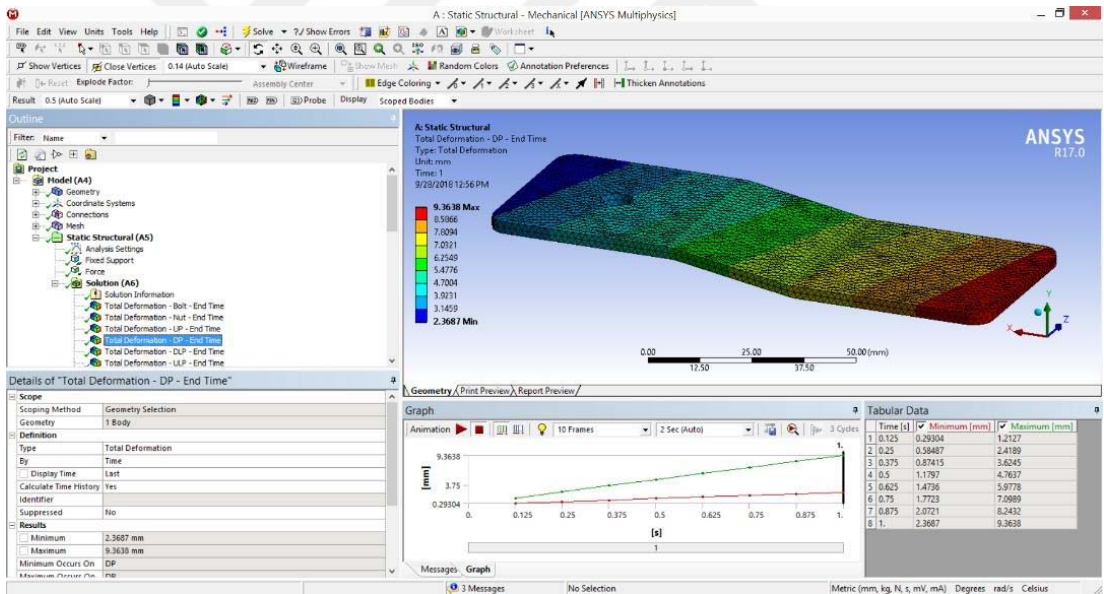 A : Static Structural - Mechanical [ANSYS Multiphysics]
File Edit View Units Tools Help Solve ?/ Show Errors Worksheet
Show Vertices Close Vertices 0.14 (Auto Scale) Wireframe Show Mesh Random Colors Annotation Preferences
Reset Explode Factor: Assembly Center Edge Coloring Thicken Annotations
Result 0.5 (Auto Scale) Probe Display Scoped Bodies
Outline
Filter: Name
Project
Model (A4)
Geometry
Coordinate Systems
Connections
Mesh
Static Structural (A5)
Analysis Settings
Fixed Support
Force
Solution (A6)
Solution Information
Total Deformation - Bolt - End Time
Total Deformation - Nut - End Time
Total Deformation - UP - End Time
Total Deformation - DP - End Time
Total Deformation - DLP - End Time
Total Deformation - ULP - End Time
A: Static Structural
Total Deformation - DP - End Time
Type: Total Deformation
Unit: mm
Time: 1
9/28/2018 12:56 PM
9.3638 Max
8.5866
7.8094
7.0321
6.2549
5.4776
4.7004
3.9231
3.1459
2.3687 Min
ANSYS
R17.0
Y
X
Z
0.00 25.00 50.00 (mm)
12.50 37.50
Geometry Print Preview Report Preview
Details of "Total Deformation - DP - End Time"
Scope
Scoping Method Geometry Selection
Geometry 1 Body
Definition
Type Total Deformation
By Time
Display Time Last
Calculate Time History Yes
Identifier
Suppressed No
Results
Minimum 2.3687 mm
Maximum 9.3638 mm
Minimum Occurs On DP
Maximum Occurs On DP
Graph
Animation 10 Frames 2 Sec (Auto) 3 Cycles
1.
9.3638
3.75
0.29304
[mm]
0. 0.125 0.25 0.375 0.5 0.625 0.75 0.875 1.
[s]
1
Messages Graph
Tabular Data
Time [s] Minimum [mm] Maximum [mm]
1 0.125 0.29304 1.2127
2 0.25 0.58487 2.4189
3 0.375 0.87415 3.6245
4 0.5 1.1797 4.7637
5 0.625 1.4736 5.9778
6 0.75 1.7723 7.0989
7 0.875 2.0721 8.2432
8 1. 2.3687 9.3638
3 Messages No Selection Metric (mm, kg, N, s, mV, mA) Degrees rad/s Celsius